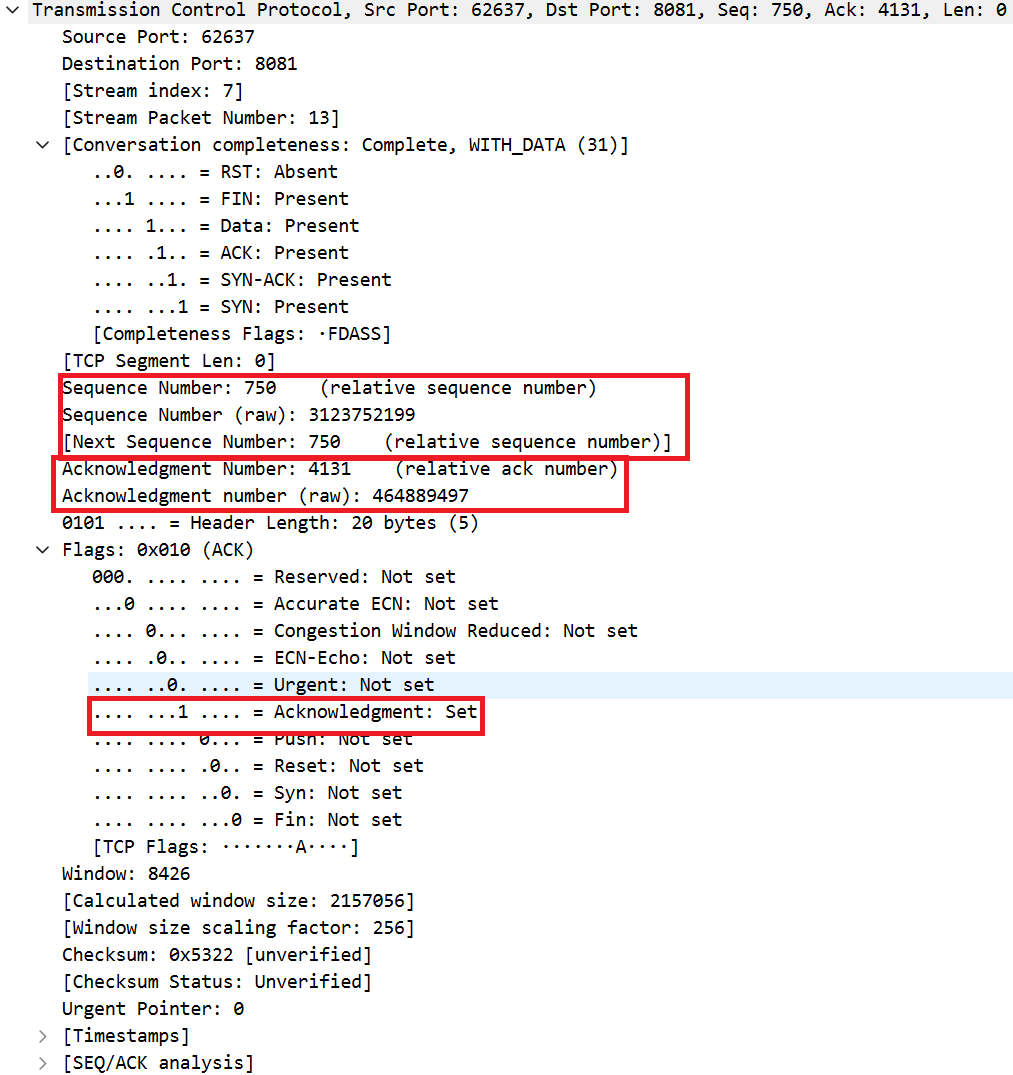 Transmission Control Protocol, Src Port: 62637, Dst Port: 8081, Seq: 750, Ack: 4131, Len: 0
Source Port: 62637
Destination Port: 8081
[Stream index: 7]
[Stream Packet Number: 13]
[Conversation completeness: Complete, WITH_DATA (31)]
..0. .... = RST: Absent
...1 .... = FIN: Present
.... 1... = Data: Present
.... .1.. = ACK: Present
.... ..1. = SYN-ACK: Present
.... ...1 = SYN: Present
[Completeness Flags: ·FDASS]
[TCP Segment Len: 0]
Sequence Number: 750    (relative sequence number)
Sequence Number (raw): 3123752199
[Next Sequence Number: 750    (relative sequence number)]
Acknowledgment Number: 4131    (relative ack number)
Acknowledgment number (raw): 464889497
0101 .... = Header Length: 20 bytes (5)
Flags: 0x010 (ACK)
000. .... .... = Reserved: Not set
...0 .... .... = Accurate ECN: Not set
.... 0... .... = Congestion Window Reduced: Not set
.... .0.. .... = ECN-Echo: Not set
.... ..0. .... = Urgent: Not set
.... ...1 .... = Acknowledgment: Set
.... .... 0... = Push: Not set
.... .... .0.. = Reset: Not set
.... .... ..0. = Syn: Not set
.... .... ...0 = Fin: Not set
[TCP Flags: ·······A····]
Window: 8426
[Calculated window size: 2157056]
[Window size scaling factor: 256]
Checksum: 0x5322 [unverified]
[Checksum Status: Unverified]
Urgent Pointer: 0
[Timestamps]
[SEQ/ACK analysis]